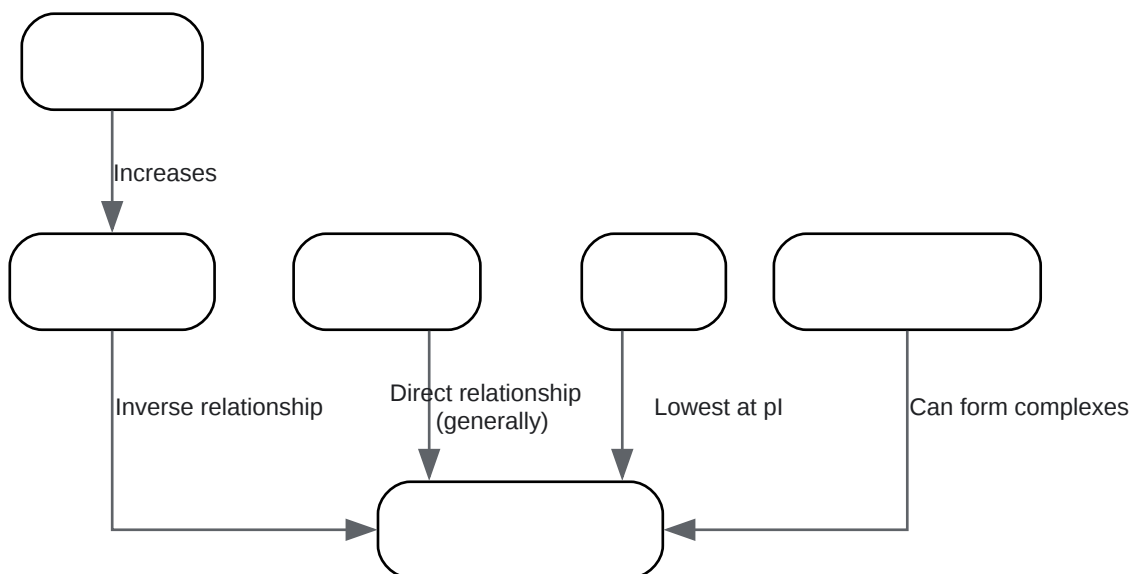 Increases
Inverse relationship
Direct relationship
(generally)
Lowest at pI
Can form complexes